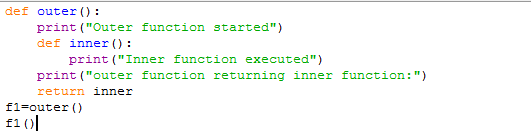 def outer():
    print("Outer function started")
    def inner():
        print("Inner function executed")
    print("outer function returning inner function:")
    return inner
f1=outer()
f1()